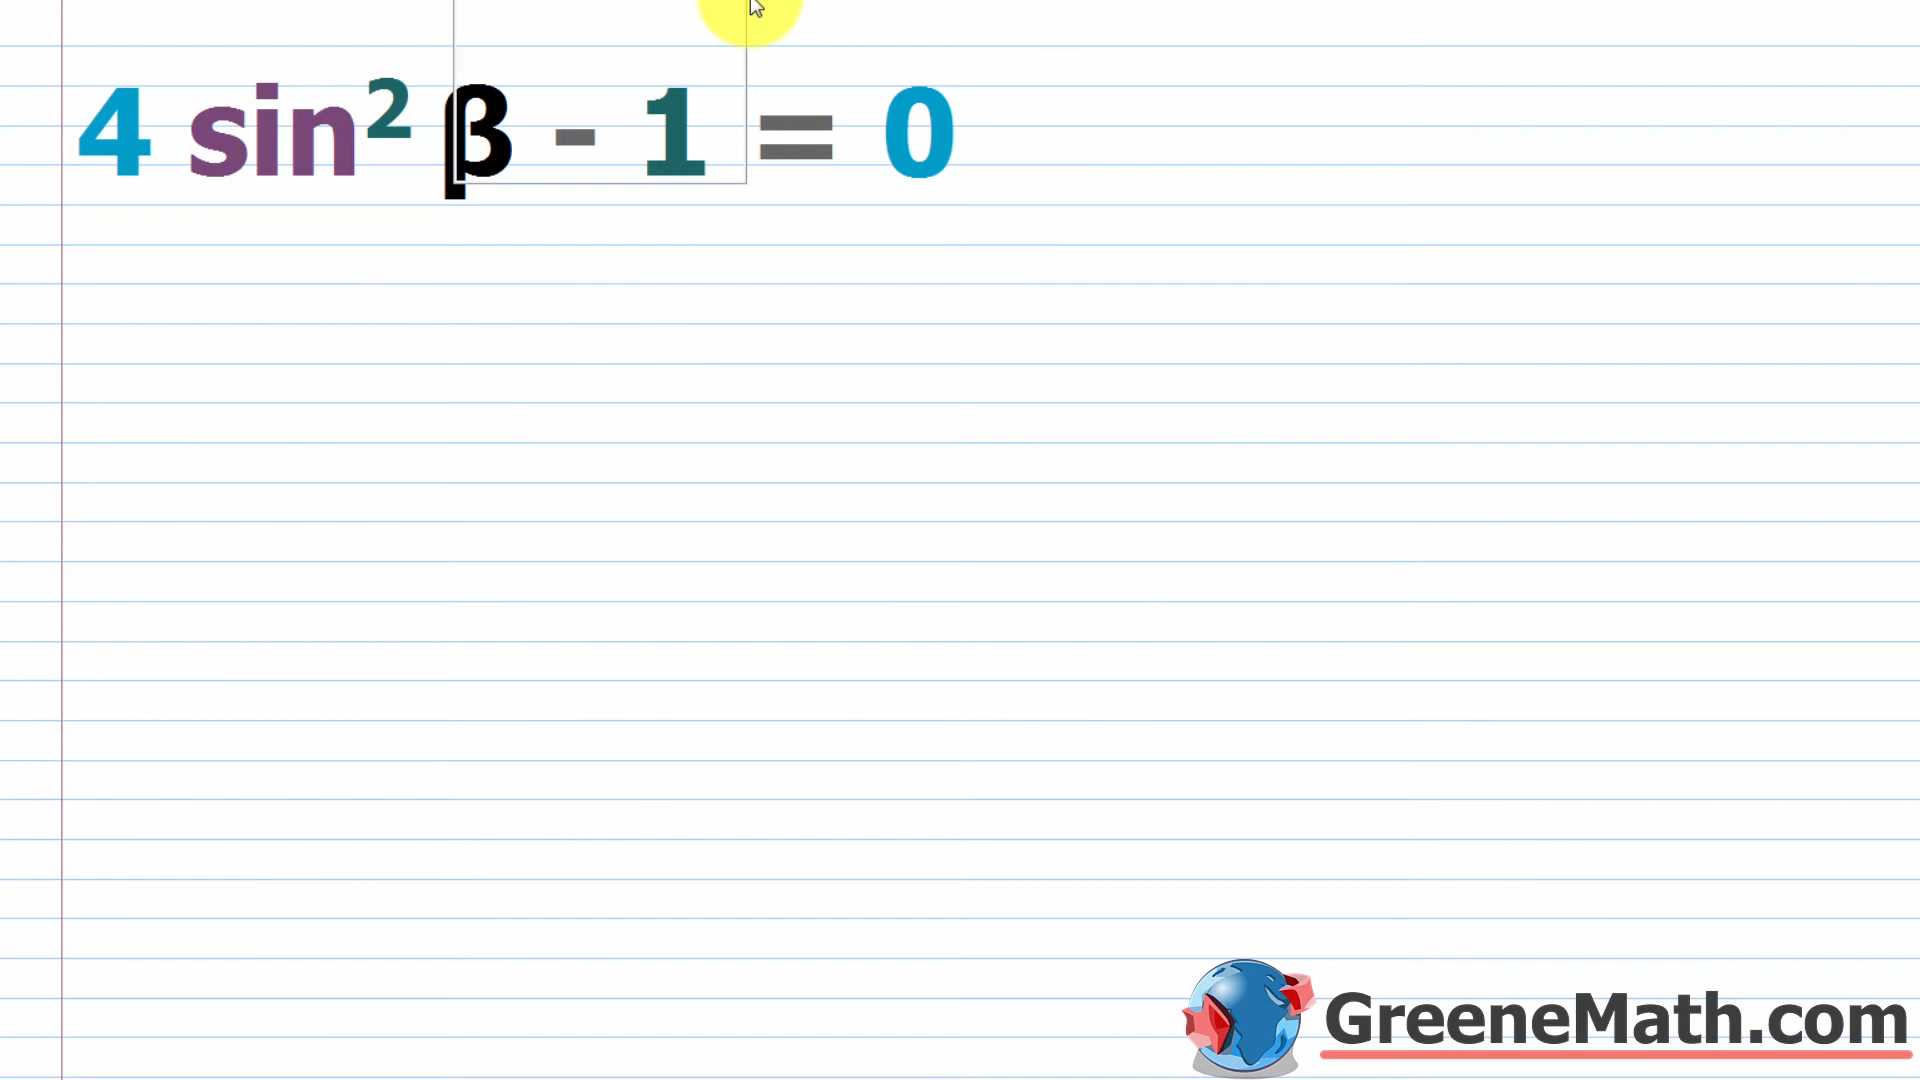 4 sin² β - 1 = 0
GreeneMath.com